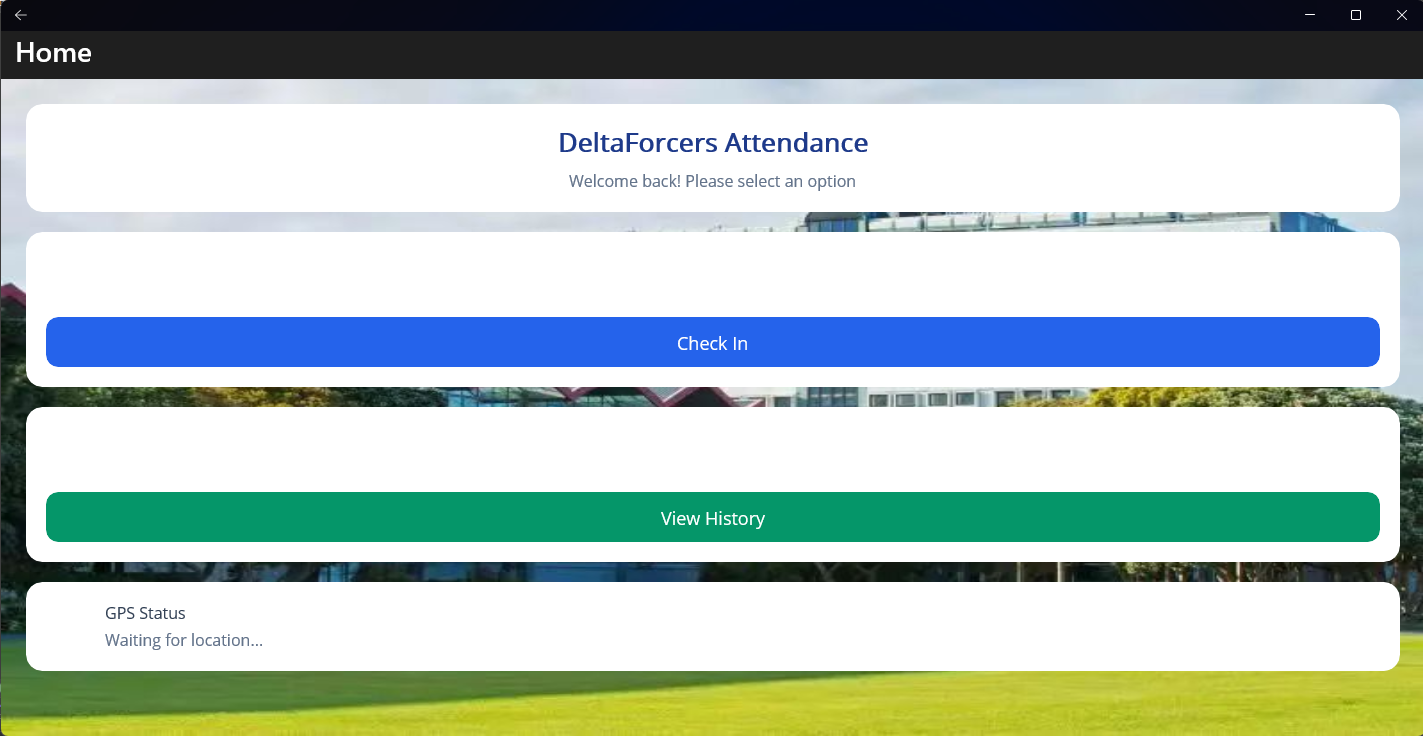 Home
DeltaForcers Attendance
Welcome back! Please select an option
Check In
View History
GPS Status
Waiting for location...